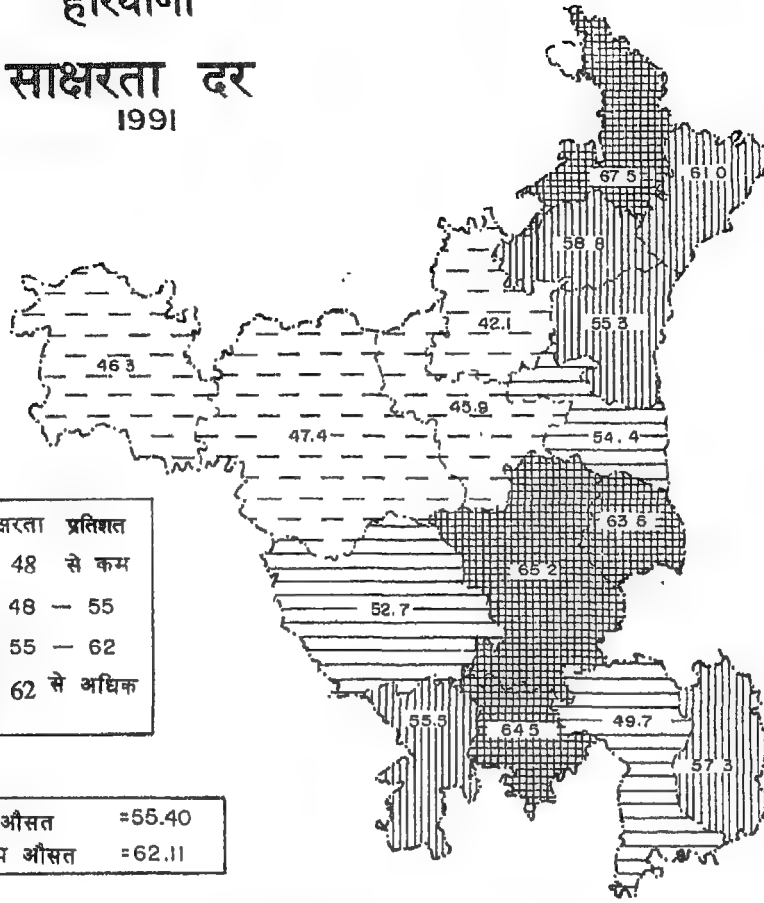 हरियाणा
साक्षरता दर
1991
67 5
61 0
58 8
42.1
55 3
46 3
45.9
47.4
54.4
63 6
65 2
52.7
55.5
64 5
49.7
57 3
प्रतिशत
48 से कम
48 — 55
55 — 62
62 से अधिक
औसत =55.40
औसत =62.11